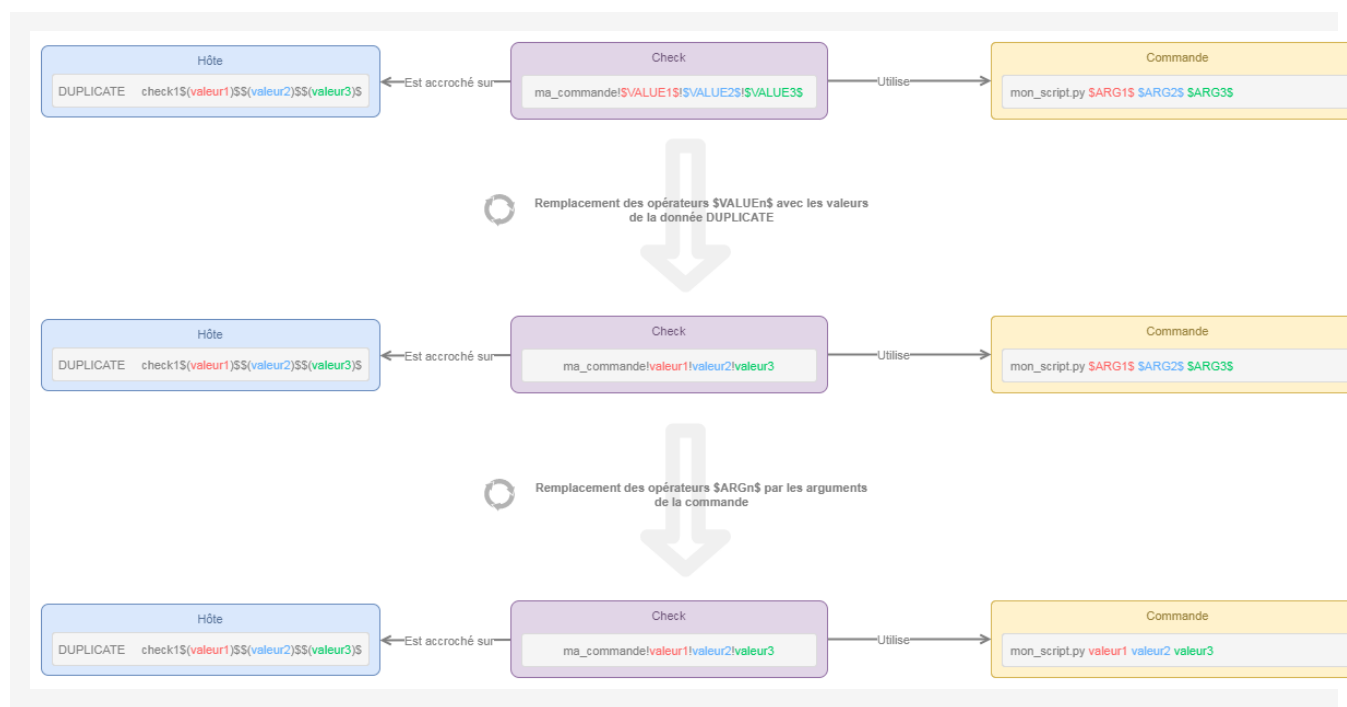 Hôte
Check
Commande
DUPLICATE check1$(valeur1)$$(valeur2)$$(valeur3)$
Est accroché sur
ma_commande!$VALUE1$!$VALUE2$!$VALUE3$
Utilise
mon_script.py $ARG1$ $ARG2$ $ARG3$
Remplacement des opérateurs $VALUEn$ avec les valeurs
de la donnée DUPLICATE
Hôte
Check
Commande
DUPLICATE check1$(valeur1)$$(valeur2)$$(valeur3)$
Est accroché sur
ma_commande!valeur1!valeur2!valeur3
Utilise
mon_script.py $ARG1$ $ARG2$ $ARG3$
Remplacement des opérateurs $ARGn$ par les arguments
de la commande
Hôte
Check
Commande
DUPLICATE check1$(valeur1)$$(valeur2)$$(valeur3)$
Est accroché sur
ma_commande!valeur1!valeur2!valeur3
Utilise
mon_script.py valeur1 valeur2 valeur3